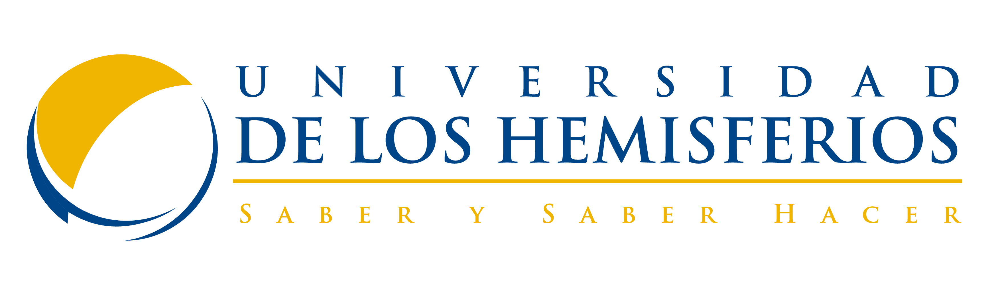 UNIVERSIDAD
DE LOS HEMISFERIOS
SABER Y SABER HACER